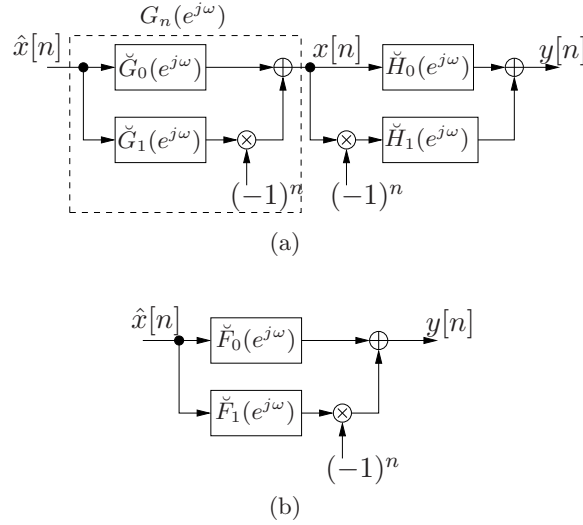 G_n(e^{jω})
x̂[n] Ğ_0(e^{jω}) x[n] H̆_0(e^{jω}) y[n]
Ğ_1(e^{jω}) H̆_1(e^{jω})
(-1)^n (-1)^n
(a)
x̂[n] F̆_0(e^{jω}) y[n]
F̆_1(e^{jω})
(-1)^n
(b)